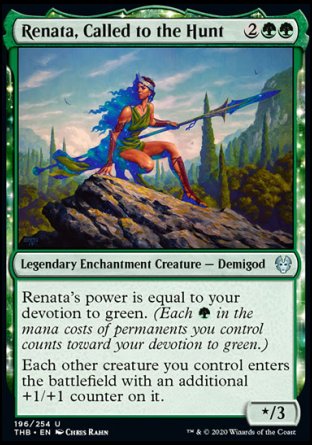 Renata, Called to the Hunt 2
Legendary Enchantment Creature — Demigod
Renata's power is equal to your
devotion to green. (Each in the
mana costs of permanents you control
counts toward your devotion to green.)
Each other creature you control enters
the battlefield with an additional
+1/+1 counter on it.
*/3
196/254 U
THB • EN Chris Rahn ™ & © 2020 Wizards of the Coast